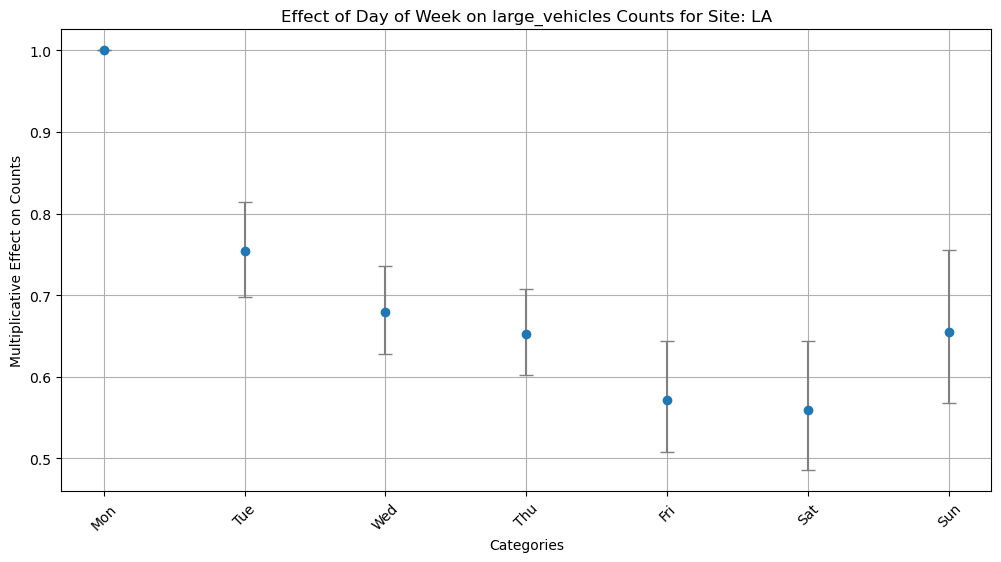 Effect of Day of Week on large_vehicles Counts for Site: LA
Multiplicative Effect on Counts
1.0
0.9
0.8
0.7
0.6
0.5
Mon
Tue
Wed
Thu
Fri
Sat
Sun
Categories